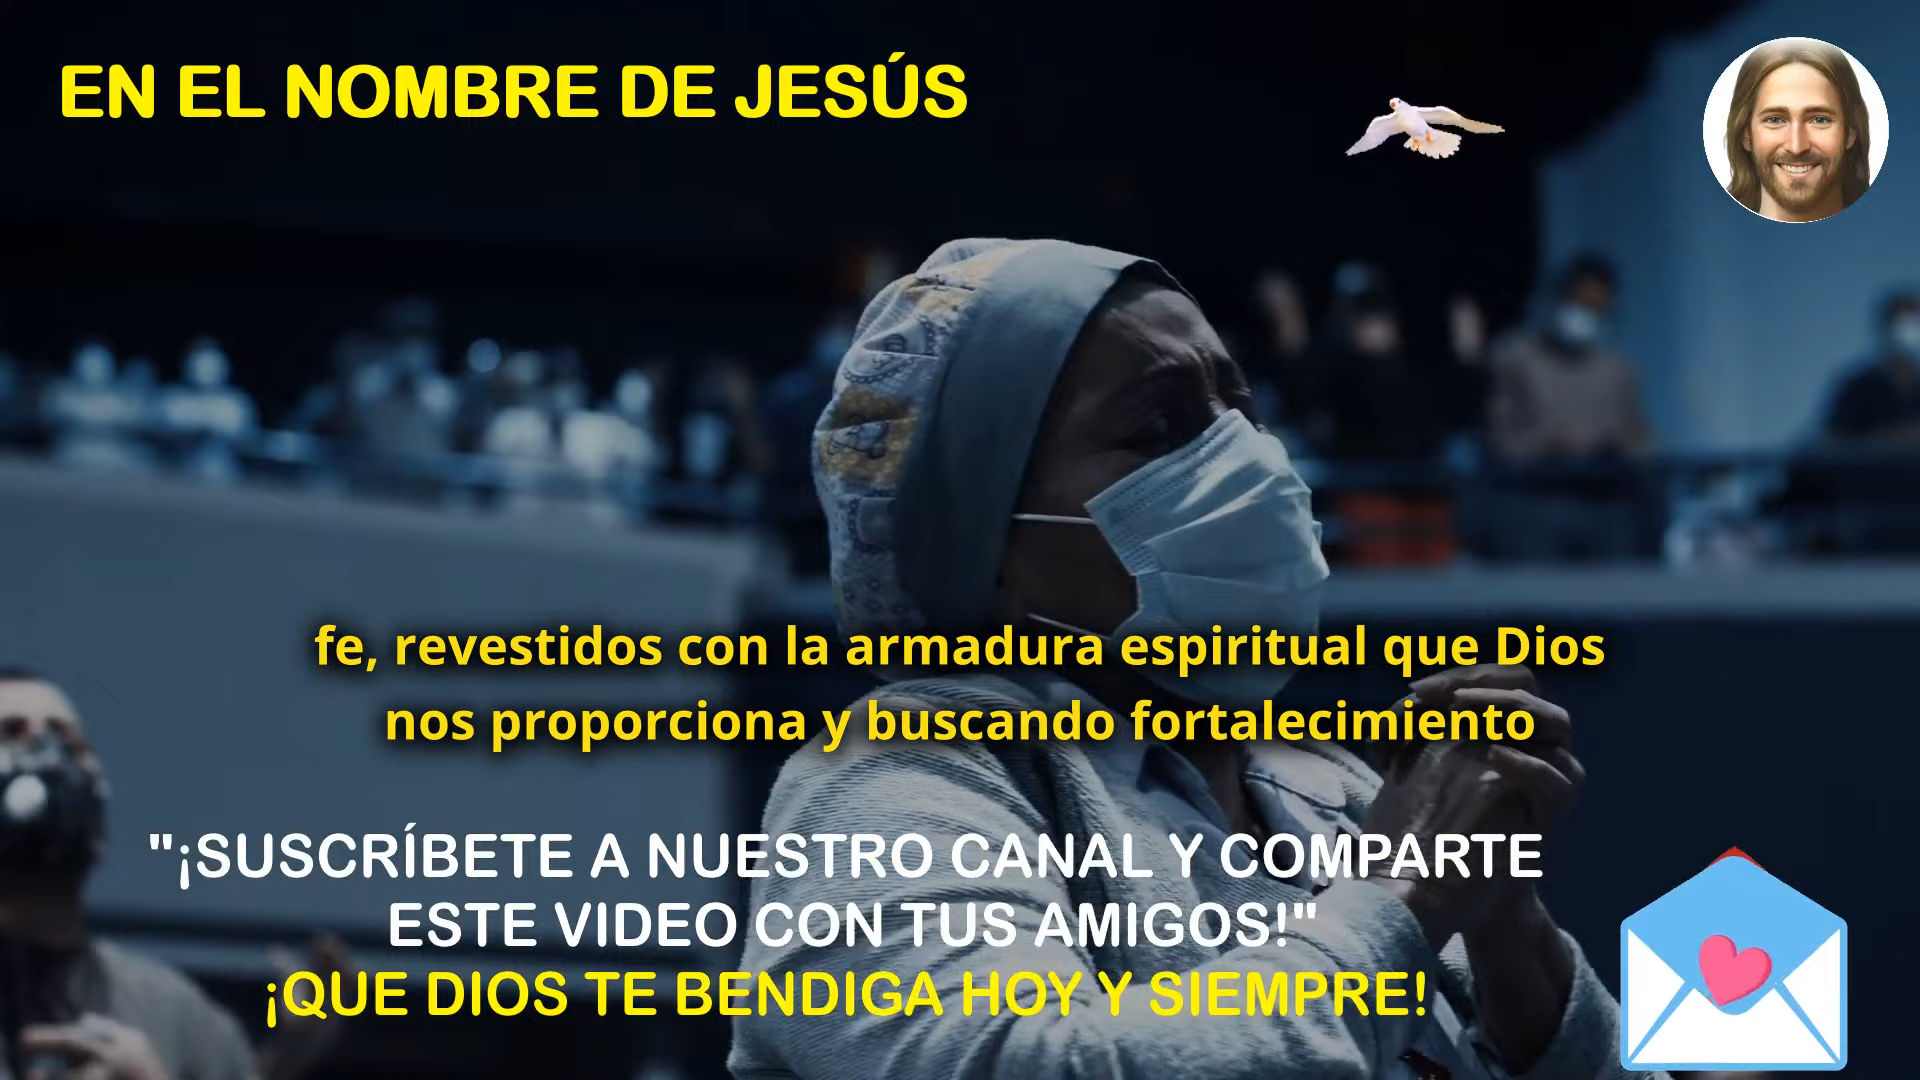 EN EL NOMBRE DE JESÚS
fe, revestidos con la armadura espiritual que Dios
nos proporciona y buscando fortalecimiento
"¡SUSCRÍBETE A NUESTRO CANAL Y COMPARTE
ESTE VIDEO CON TUS AMIGOS!"
¡QUE DIOS TE BENDIGA HOY Y SIEMPRE!